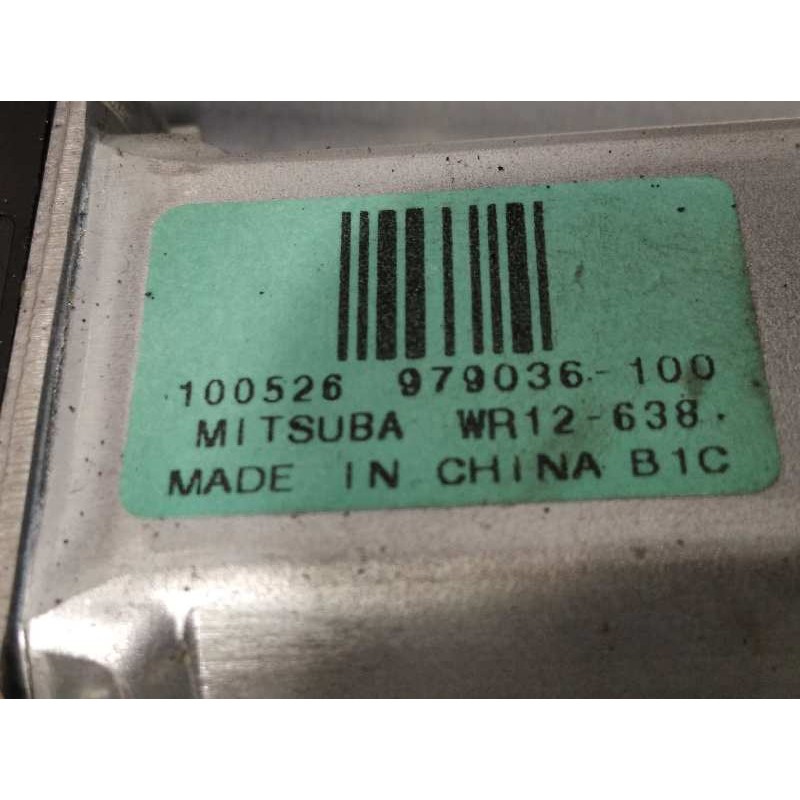 100526 979036-100
MITSUBA WR12-638
MADE IN CHINA B1C